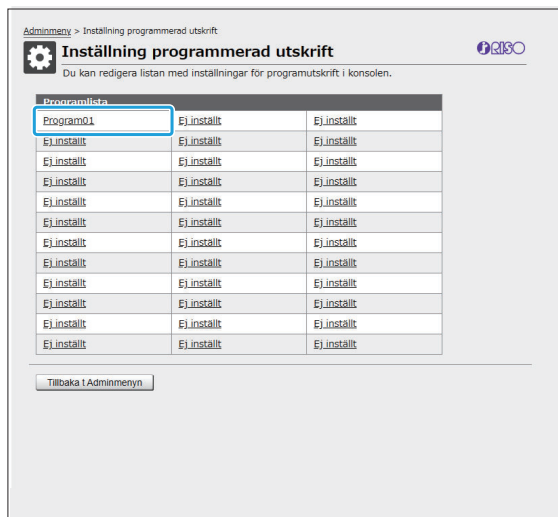 Adminmeny > Inställning programmerad utskrift
Inställning programmerad utskrift
RISO
Du kan redigera listan med inställningar för programutskrift i konsolen.
Programlista
Program01 Ej inställt Ej inställt
Ej inställt Ej inställt Ej inställt
Ej inställt Ej inställt Ej inställt
Ej inställt Ej inställt Ej inställt
Ej inställt Ej inställt Ej inställt
Ej inställt Ej inställt Ej inställt
Ej inställt Ej inställt Ej inställt
Ej inställt Ej inställt Ej inställt
Ej inställt Ej inställt Ej inställt
Ej inställt Ej inställt Ej inställt
Ej inställt Ej inställt Ej inställt
Ej inställt Ej inställt Ej inställt
Tillbaka t Adminmenyn